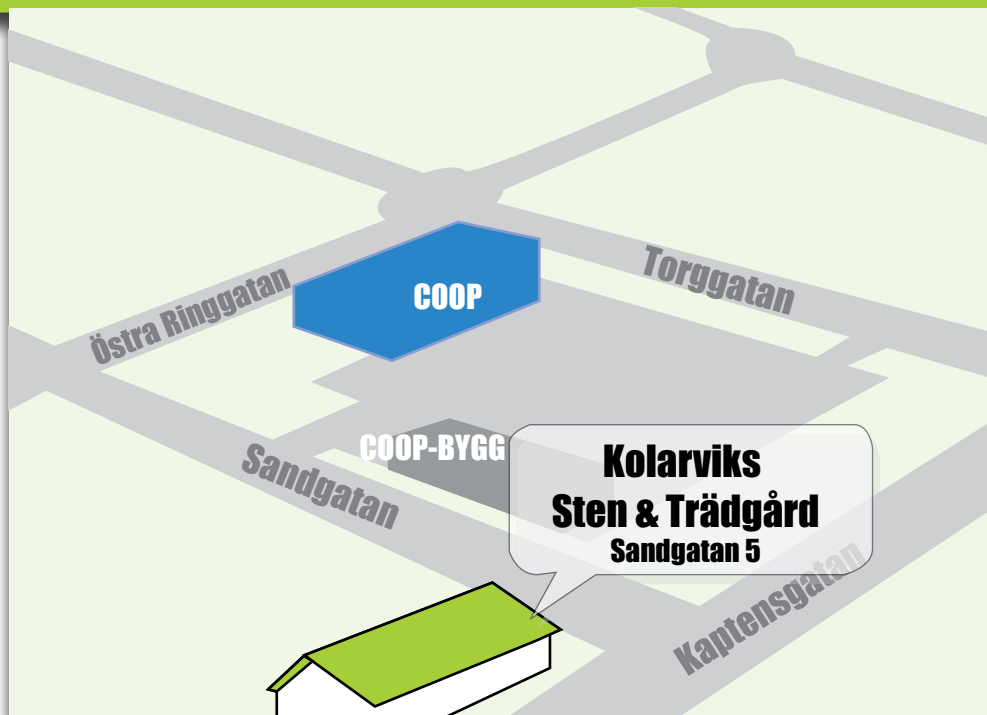 COOP
Torggatan
Östra Ringgatan
COOP-BYGG
Kolarviks
Sten & Trädgård
Sandgatan 5
Sandgatan
Kaptensgatan